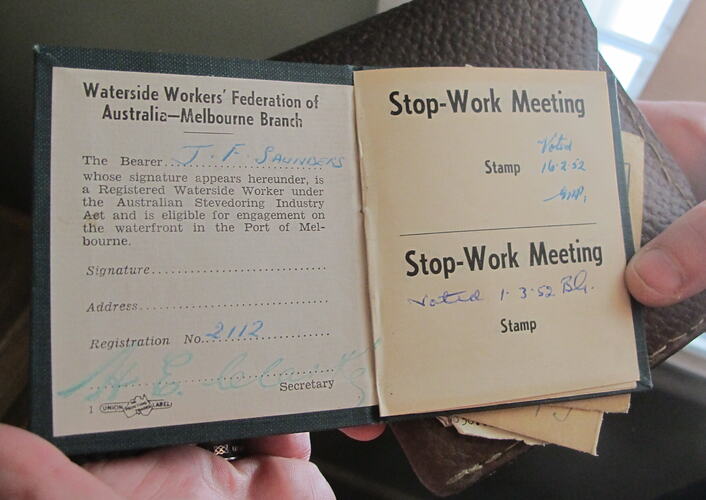 Waterside Workers' Federation of
Australia—Melbourne Branch
The Bearer... J. F. SAUNDERS
whose signature appears hereunder, is
a Registered Waterside Worker under
the Australian Stevedoring Industry
Act and is eligible for engagement on
the waterfront in the Port of Mel-
bourne.
Signature..............................
Address..............................
Registration No. 2112
H. E.
Secretary
1 UNION LABEL
Stop-Work Meeting
Voted
Stamp 16·2·52
Stop-Work Meeting
Voted 1·3·52
Stamp